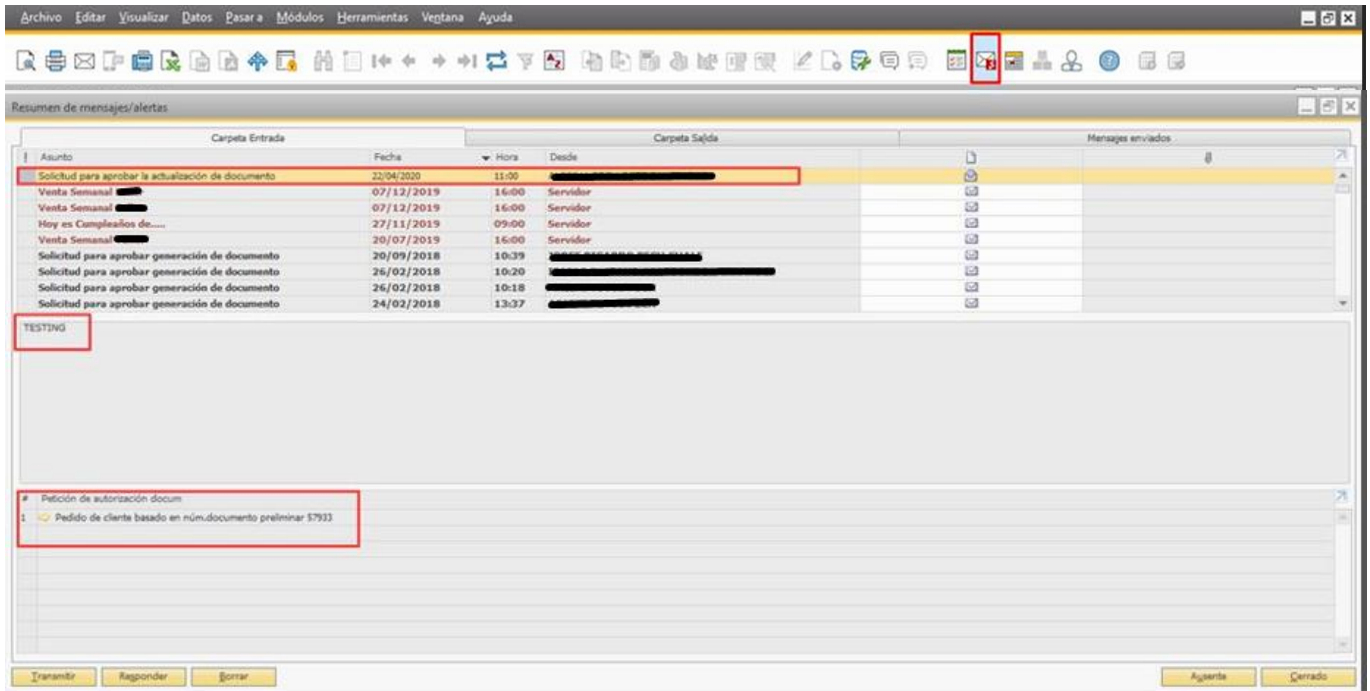 Archivo Editar Visualizar Datos Pasar a Módulos Herramientas Ventana Ayuda
Resumen de mensajes/alertas
Carpeta Entrada Carpeta Salida Mensajes enviados
! Asunto Fecha Hora Desde
Solicitud para aprobar la actualización de documento 22/04/2020 11:00
Venta Semanal 07/12/2019 16:00 Servidor
Venta Semanal 07/12/2019 16:00 Servidor
Hoy es Cumpleaños de..... 27/11/2019 09:00 Servidor
Venta Semanal 20/07/2019 16:00 Servidor
Solicitud para aprobar generación de documento 20/09/2018 10:39
Solicitud para aprobar generación de documento 26/02/2018 10:20
Solicitud para aprobar generación de documento 26/02/2018 10:18
Solicitud para aprobar generación de documento 24/02/2018 13:37
TESTING
# Petición de autorización docum
1 Pedido de cliente basado en núm.documento preliminar 57933
Transmitir Responder Borrar Ausente Cerrado